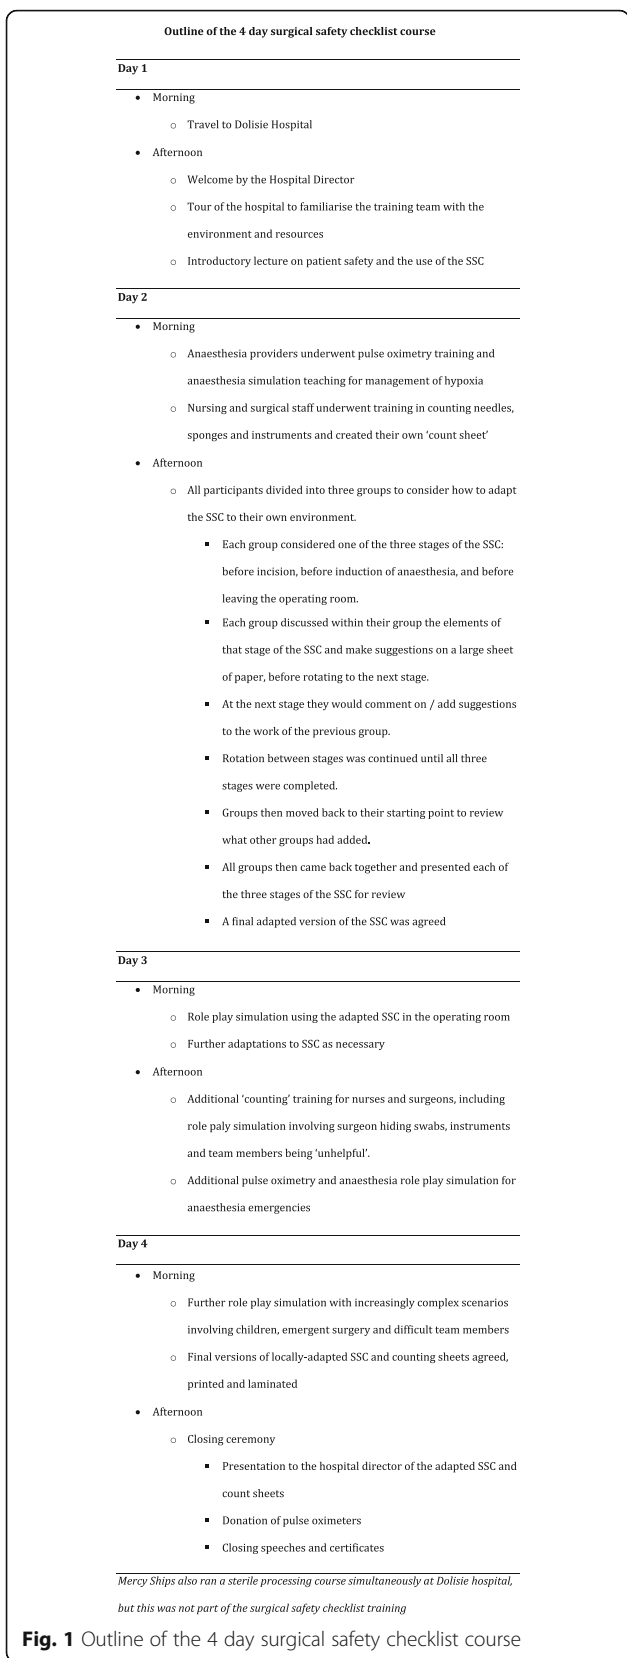 Outline of the 4 day surgical safety checklist course
Day 1
• Morning
○ Travel to Dolisie Hospital
• Afternoon
○ Welcome by the Hospital Director
○ Tour of the hospital to familiarise the training team with the
environment and resources
○ Introductory lecture on patient safety and the use of the SSC
Day 2
• Morning
○ Anaesthesia providers underwent pulse oximetry training and
anaesthesia simulation teaching for management of hypoxia
○ Nursing and surgical staff underwent training in counting needles,
sponges and instruments and created their own ‘count sheet’
• Afternoon
○ All participants divided into three groups to consider how to adapt
the SSC to their own environment.
▪ Each group considered one of the three stages of the SSC:
before incision, before induction of anaesthesia, and before
leaving the operating room.
▪ Each group discussed within their group the elements of
that stage of the SSC and make suggestions on a large sheet
of paper, before rotating to the next stage.
▪ At the next stage they would comment on / add suggestions
to the work of the previous group.
▪ Rotation between stages was continued until all three
stages were completed.
▪ Groups then moved back to their starting point to review
what other groups had added.
▪ All groups then came back together and presented each of
the three stages of the SSC for review
▪ A final adapted version of the SSC was agreed
Day 3
• Morning
○ Role play simulation using the adapted SSC in the operating room
○ Further adaptations to SSC as necessary
• Afternoon
○ Additional ‘counting’ training for nurses and surgeons, including
role paly simulation involving surgeon hiding swabs, instruments
and team members being ‘unhelpful’.
○ Additional pulse oximetry and anaesthesia role play simulation for
anaesthesia emergencies
Day 4
• Morning
○ Further role play simulation with increasingly complex scenarios
involving children, emergent surgery and difficult team members
○ Final versions of locally-adapted SSC and counting sheets agreed,
printed and laminated
• Afternoon
○ Closing ceremony
▪ Presentation to the hospital director of the adapted SSC and
count sheets
▪ Donation of pulse oximeters
▪ Closing speeches and certificates
Mercy Ships also ran a sterile processing course simultaneously at Dolisie hospital,
but this was not part of the surgical safety checklist training
Fig. 1 Outline of the 4 day surgical safety checklist course